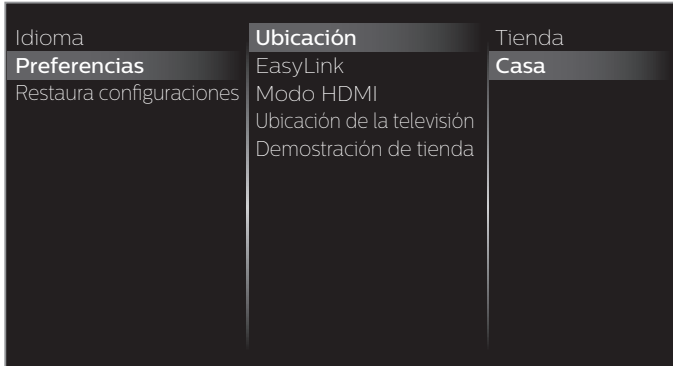 Idioma
Preferencias
Restaura configuraciones
Ubicación
EasyLink
Modo HDMI
Ubicación de la televisión
Demostración de tienda
Tienda
Casa